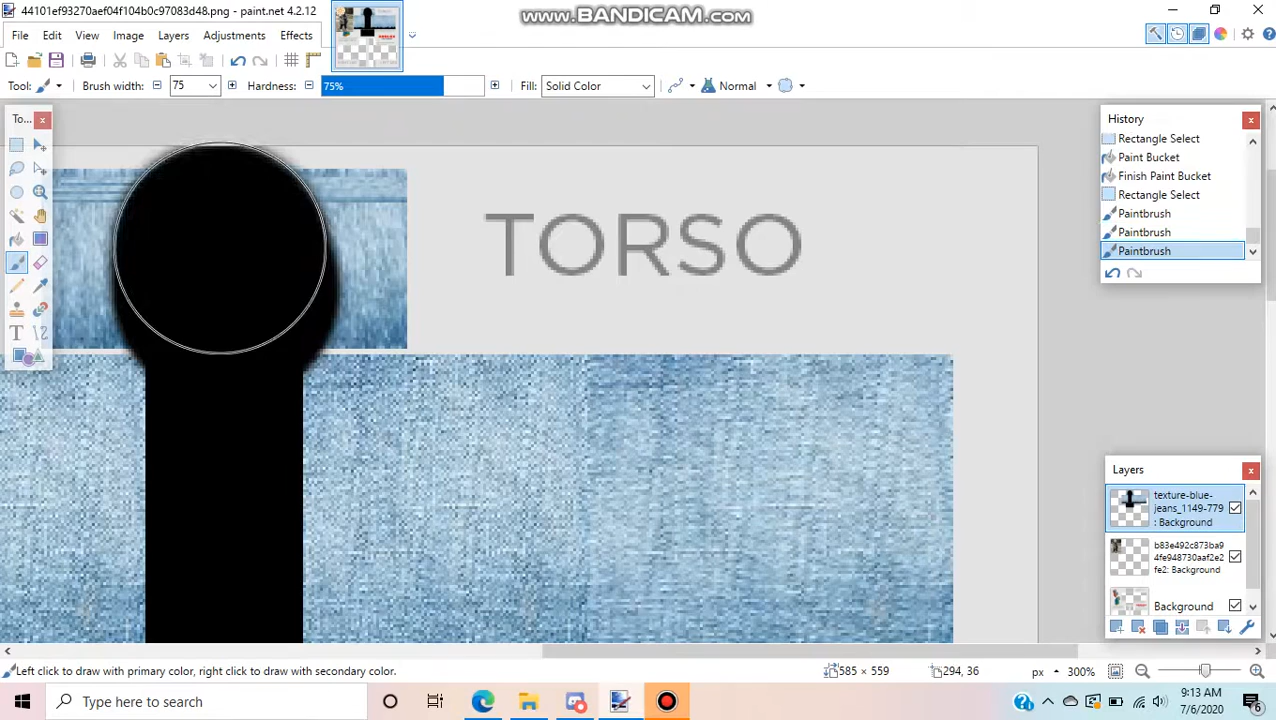 44101ef93270aef04f104b0c97083d48.png - paint.net 4.2.12
www.BANDICAM.com
File Edit View Image Layers Adjustments Effects
Tool: Brush width: 75 Hardness: 75% Fill: Solid Color Normal
To...
TORSO
History
Rectangle Select
Paint Bucket
Finish Paint Bucket
Rectangle Select
Paintbrush
Paintbrush
Paintbrush
Layers
texture-blue-
jeans_1149-779
: Background
b83e492c873ba9
4fe948730aaf2e2
fe2: Background
Background
Left click to draw with primary color, right click to draw with secondary color.
585 × 559
294, 36
px
300%
Type here to search
9:13 AM
7/6/2020
6